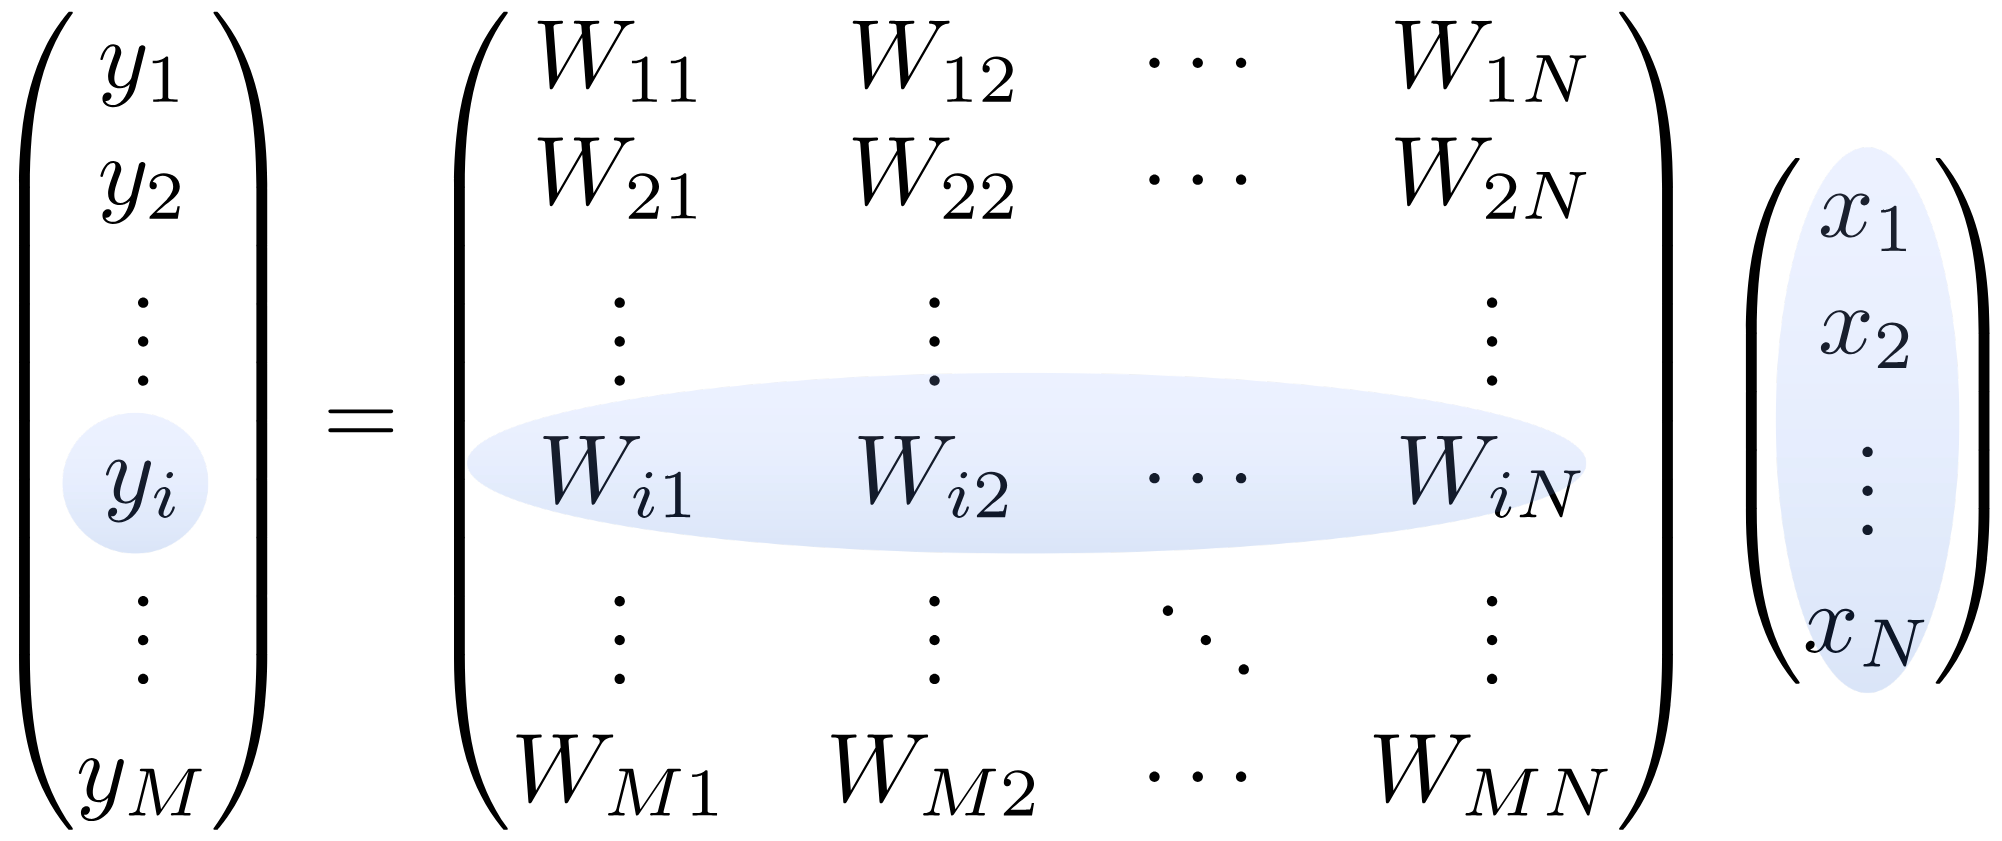 y₁ W₁₁ W₁₂ ⋯ W₁N
y₂ W₂₁ W₂₂ ⋯ W₂N x₁
⋮ ⋮ ⋮ ⋮ x₂
yᵢ = Wᵢ₁ Wᵢ₂ ⋯ WᵢN ⋮
⋮ ⋮ ⋮ ⋱ ⋮ xN
yM WM1 WM2 ⋯ WMN